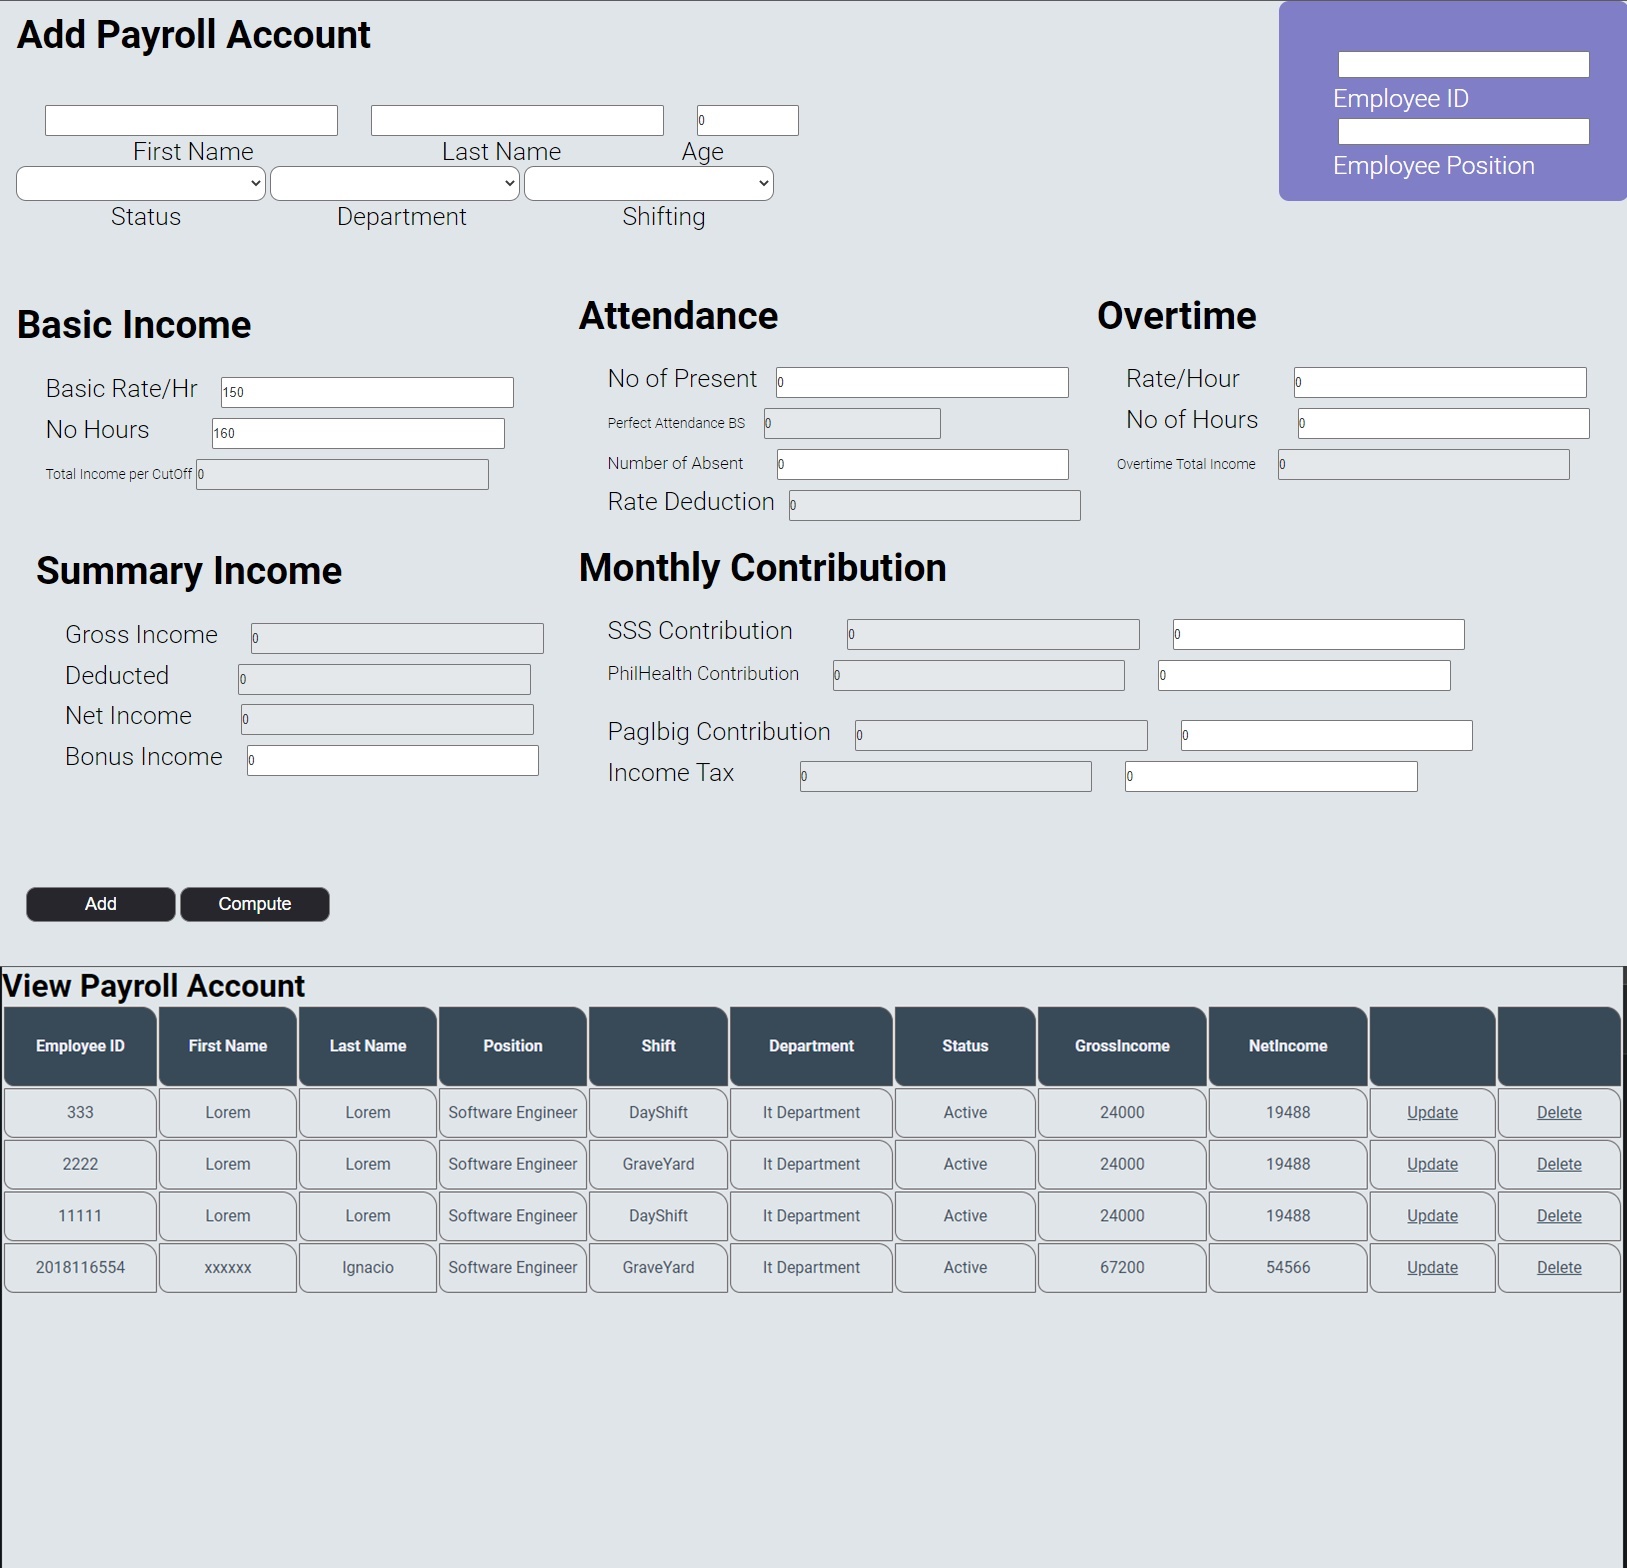 Add Payroll Account
0
First Name Last Name Age
Status Department Shifting
Employee ID
Employee Position
Basic Income
Basic Rate/Hr 150
No Hours 160
Total Income per CutOff 0
Attendance
No of Present 0
Perfect Attendance BS 0
Number of Absent 0
Rate Deduction 0
Overtime
Rate/Hour 0
No of Hours 0
Overtime Total Income 0
Summary Income
Gross Income 0
Deducted 0
Net Income 0
Bonus Income 0
Monthly Contribution
SSS Contribution 0 0
PhilHealth Contribution 0 0
PagIbig Contribution 0 0
Income Tax 0 0
Add Compute
View Payroll Account
Employee ID First Name Last Name Position Shift Department Status GrossIncome NetIncome
333 Lorem Lorem Software Engineer DayShift It Department Active 24000 19488 Update Delete
2222 Lorem Lorem Software Engineer GraveYard It Department Active 24000 19488 Update Delete
11111 Lorem Lorem Software Engineer DayShift It Department Active 24000 19488 Update Delete
2018116554 xxxxxx Ignacio Software Engineer GraveYard It Department Active 67200 54566 Update Delete